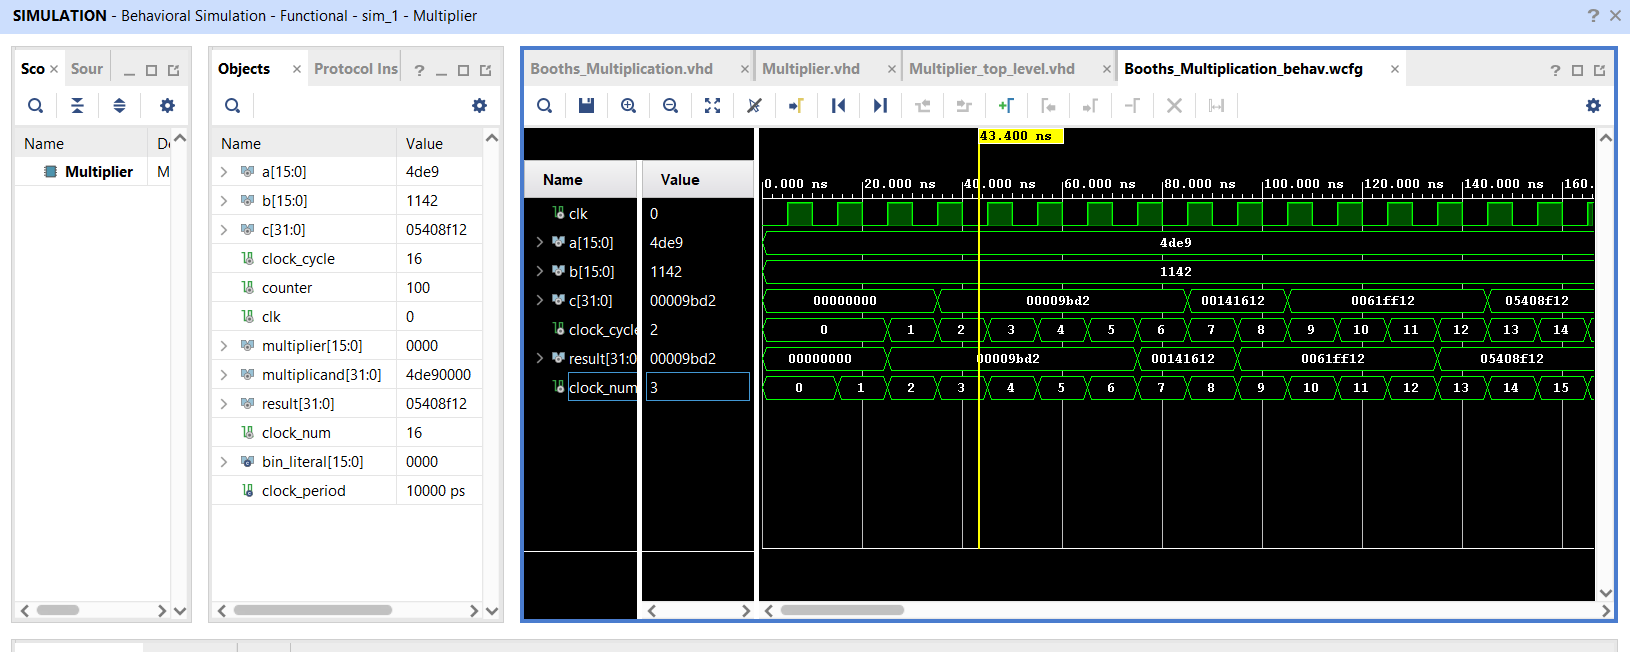 SIMULATION - Behavioral Simulation - Functional - sim_1 - Multiplier
Sco
Sour
Name
Multiplier
M
Objects
Protocol Ins
Name Value
a[15:0] 4de9
b[15:0] 1142
c[31:0] 05408f12
clock_cycle 16
counter 100
clk 0
multiplier[15:0] 0000
multiplicand[31:0] 4de90000
result[31:0] 05408f12
clock_num 16
bin_literal[15:0] 0000
clock_period 10000 ps
Booths_Multiplication.vhd
Multiplier.vhd
Multiplier_top_level.vhd
Booths_Multiplication_behav.wcfg
43.400 ns
Name Value
0.000 ns 20.000 ns 40.000 ns 60.000 ns 80.000 ns 100.000 ns 120.000 ns 140.000 ns 160.
clk 0
a[15:0] 4de9 4de9
b[15:0] 1142 1142
c[31:0] 00009bd2 00000000 00009bd2 00141612 0061ff12 05408f12
clock_cycle 2 0 1 2 3 4 5 6 7 8 9 10 11 12 13 14
result[31:0 00009bd2 00000000 00009bd2 00141612 0061ff12 05408f12
clock_num 3 0 1 2 3 4 5 6 7 8 9 10 11 12 13 14 15